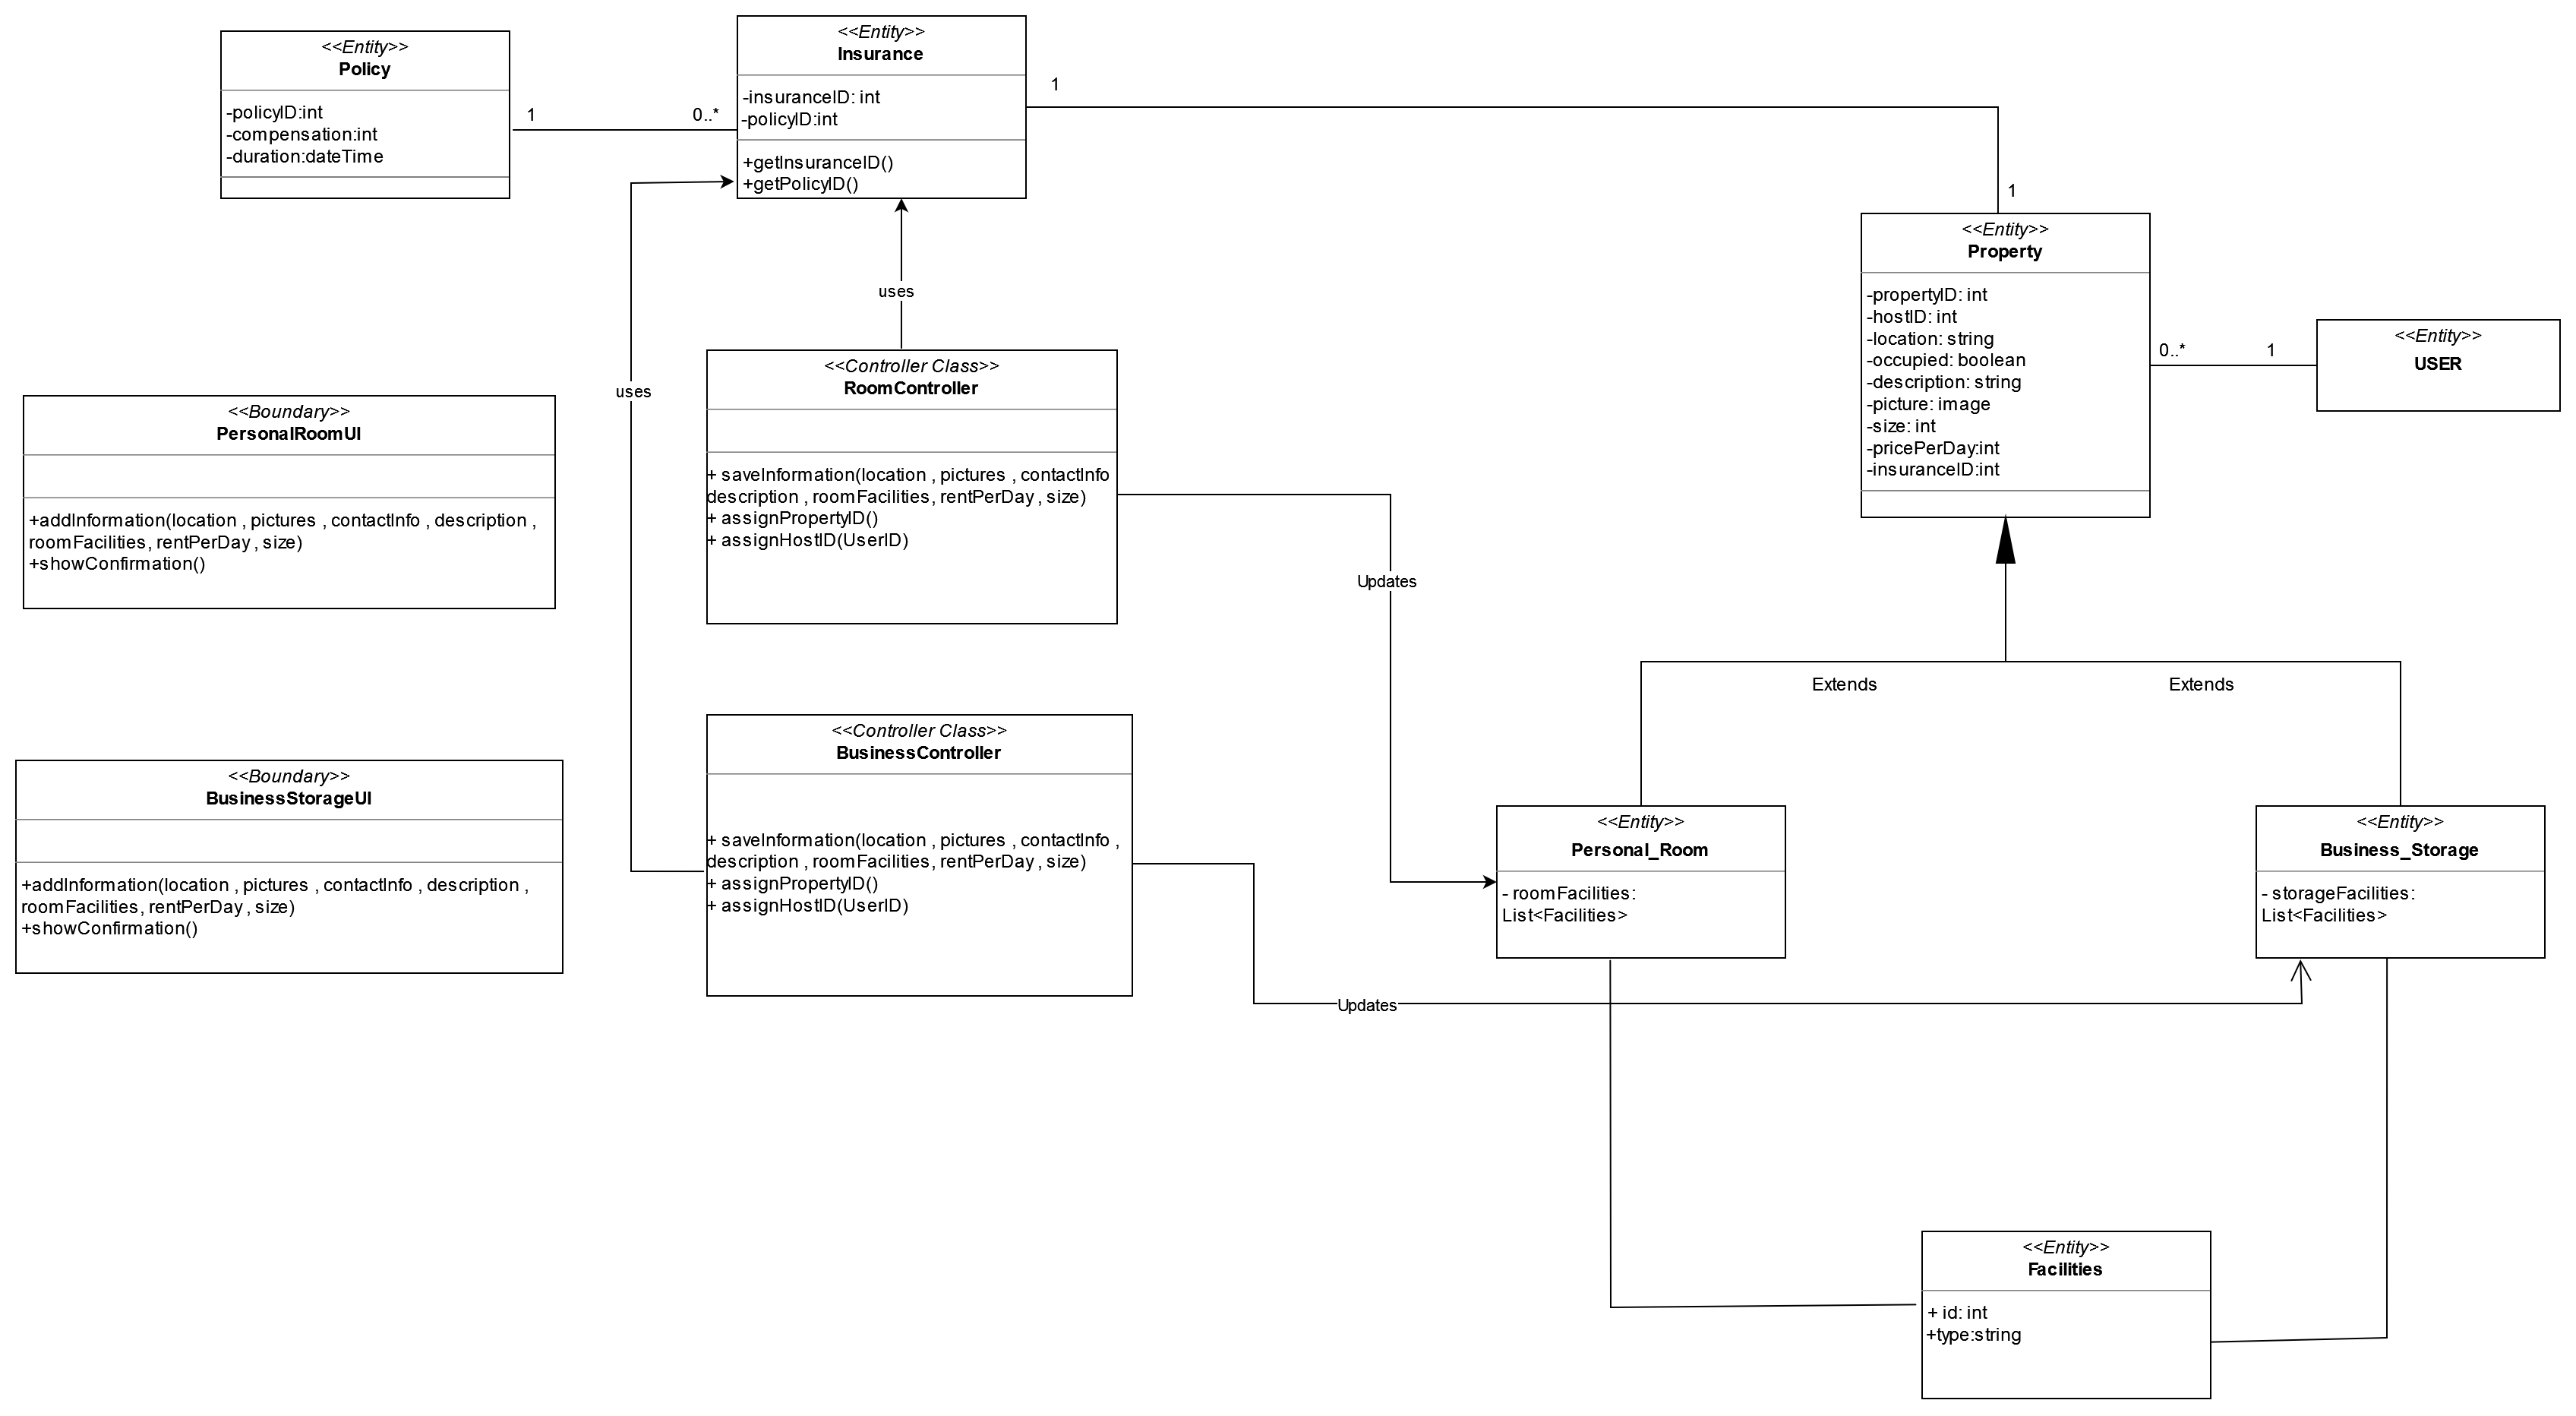 <<Entity>>
Policy
-policyID:int
-compensation:int
-duration:dateTime
1
0..*
<<Entity>>
Insurance
-insuranceID: int
-policyID:int
+getInsuranceID()
+getPolicyID()
1
1
<<Entity>>
Property
-propertyID: int
-hostID: int
-location: string
-occupied: boolean
-description: string
-picture: image
-size: int
-pricePerDay:int
-insuranceID:int
0..*
1
<<Entity>>
USER
uses
uses
<<Boundary>>
PersonalRoomUI
+addInformation(location , pictures , contactInfo , description ,
roomFacilities, rentPerDay , size)
+showConfirmation()
<<Controller Class>>
RoomController
+ saveInformation(location , pictures , contactInfo
description , roomFacilities, rentPerDay , size)
+ assignPropertyID()
+ assignHostID(UserID)
Updates
Extends
Extends
<<Boundary>>
BusinessStorageUI
+addInformation(location , pictures , contactInfo , description ,
roomFacilities, rentPerDay , size)
+showConfirmation()
<<Controller Class>>
BusinessController
+ saveInformation(location , pictures , contactInfo ,
description , roomFacilities, rentPerDay , size)
+ assignPropertyID()
+ assignHostID(UserID)
Updates
<<Entity>>
Personal_Room
- roomFacilities:
List<Facilities>
<<Entity>>
Business_Storage
- storageFacilities:
List<Facilities>
<<Entity>>
Facilities
+ id: int
+type:string